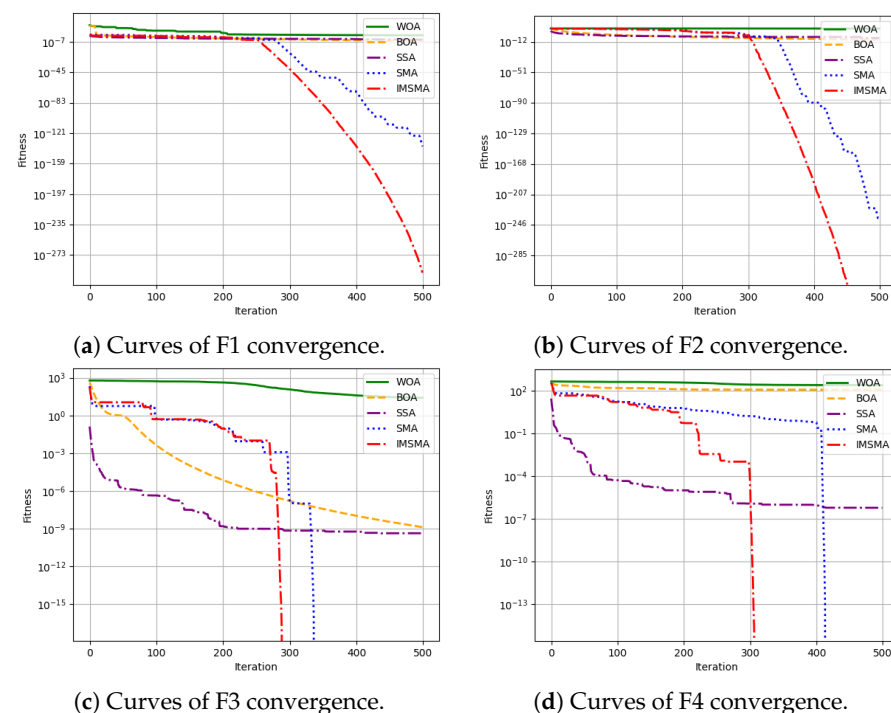 WOA
BOA
SSA
SMA
IMSMA
10^−7
10^−45
10^−83
10^−121
10^−159
10^−197
10^−235
10^−273
Fitness
0 100 200 300 400 500
Iteration
(a) Curves of F1 convergence.
WOA
BOA
SSA
SMA
IMSMA
10^−12
10^−51
10^−90
10^−129
10^−168
10^−207
10^−246
10^−285
Fitness
0 100 200 300 400 500
Iteration
(b) Curves of F2 convergence.
WOA
BOA
SSA
SMA
IMSMA
10^3
10^0
10^−3
10^−6
10^−9
10^−12
10^−15
Fitness
0 100 200 300 400 500
Iteration
(c) Curves of F3 convergence.
WOA
BOA
SSA
SMA
IMSMA
10^2
10^−1
10^−4
10^−7
10^−10
10^−13
Fitness
0 100 200 300 400 500
Iteration
(d) Curves of F4 convergence.